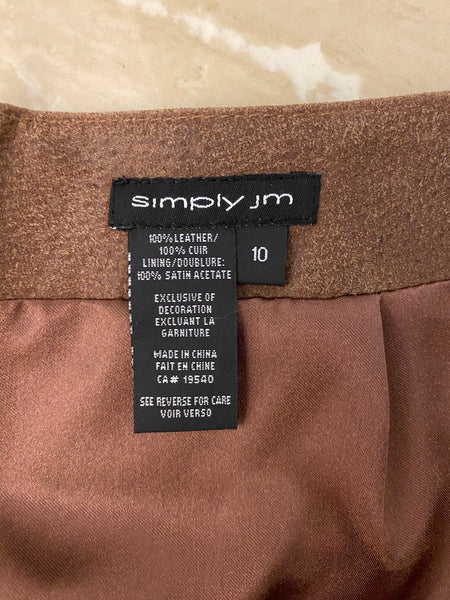 simply jm
100% LEATHER/
100% CUIR
LINING/DOUBLURE:
100% SATIN ACETATE
10
EXCLUSIVE OF
DECORATION
EXCLUANT LA
GARNITURE
MADE IN CHINA
FAIT EN CHINE
CA# 19540
SEE REVERSE FOR CARE
VOIR VERSO